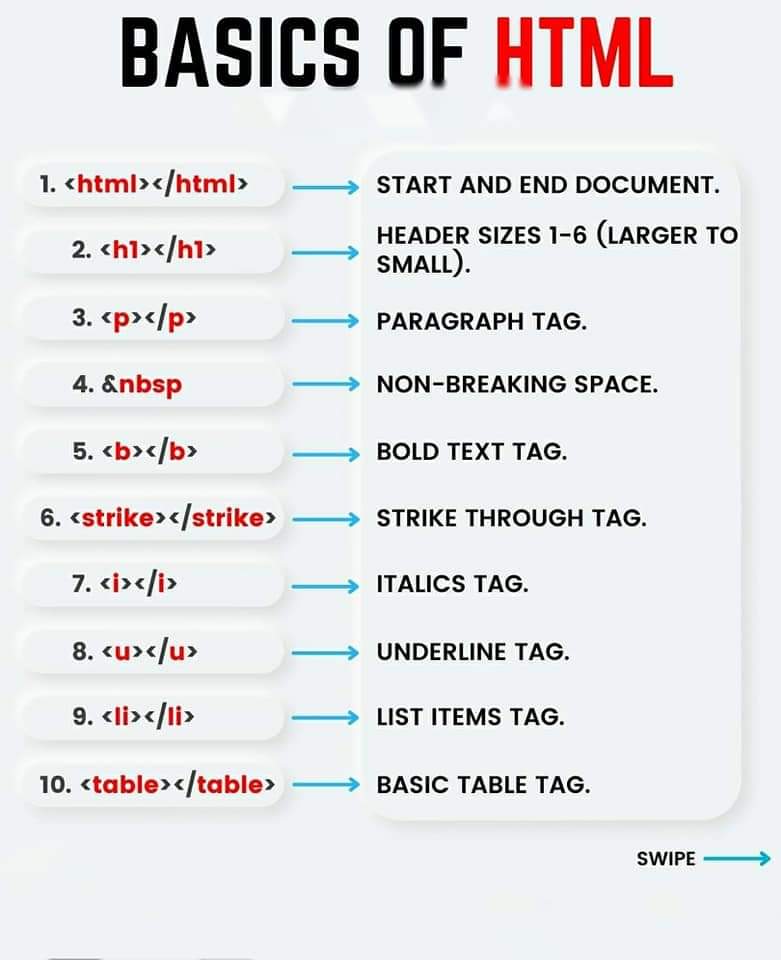 BASICS OF HTML
1. <html></html> START AND END DOCUMENT.
2. <h1></h1> HEADER SIZES 1-6 (LARGER TO
SMALL).
3. <p></p> PARAGRAPH TAG.
4. &nbsp NON-BREAKING SPACE.
5. <b></b> BOLD TEXT TAG.
6. <strike></strike> STRIKE THROUGH TAG.
7. <i></i> ITALICS TAG.
8. <u></u> UNDERLINE TAG.
9. <li></li> LIST ITEMS TAG.
10. <table></table> BASIC TABLE TAG.
SWIPE